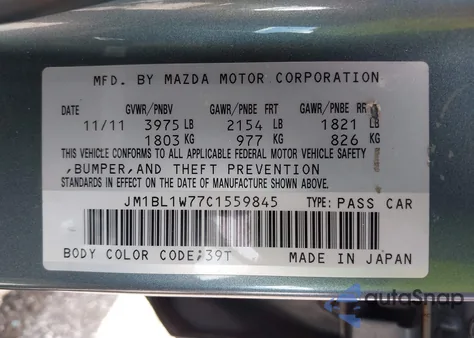 MFD. BY MAZDA MOTOR CORPORATION
DATE GVWR/PNBV GAWR/PNBE FRT GAWR/PNBE RR
11/11 3975 LB 2154 LB 1821 LB
1803 KG 977 KG 826 KG
THIS VEHICLE CONFORMS TO ALL APPLICABLE FEDERAL MOTOR VEHICLE SAFETY
,BUMPER,AND THEFT PREVENTION
STANDARDS IN EFFECT ON THE DATE OF MANUFACTURE SHOWN ABOVE.
JM1BL1W77C1559845 TYPE: PASS CAR
BODY COLOR CODE;39T MADE IN JAPAN
autoSnap